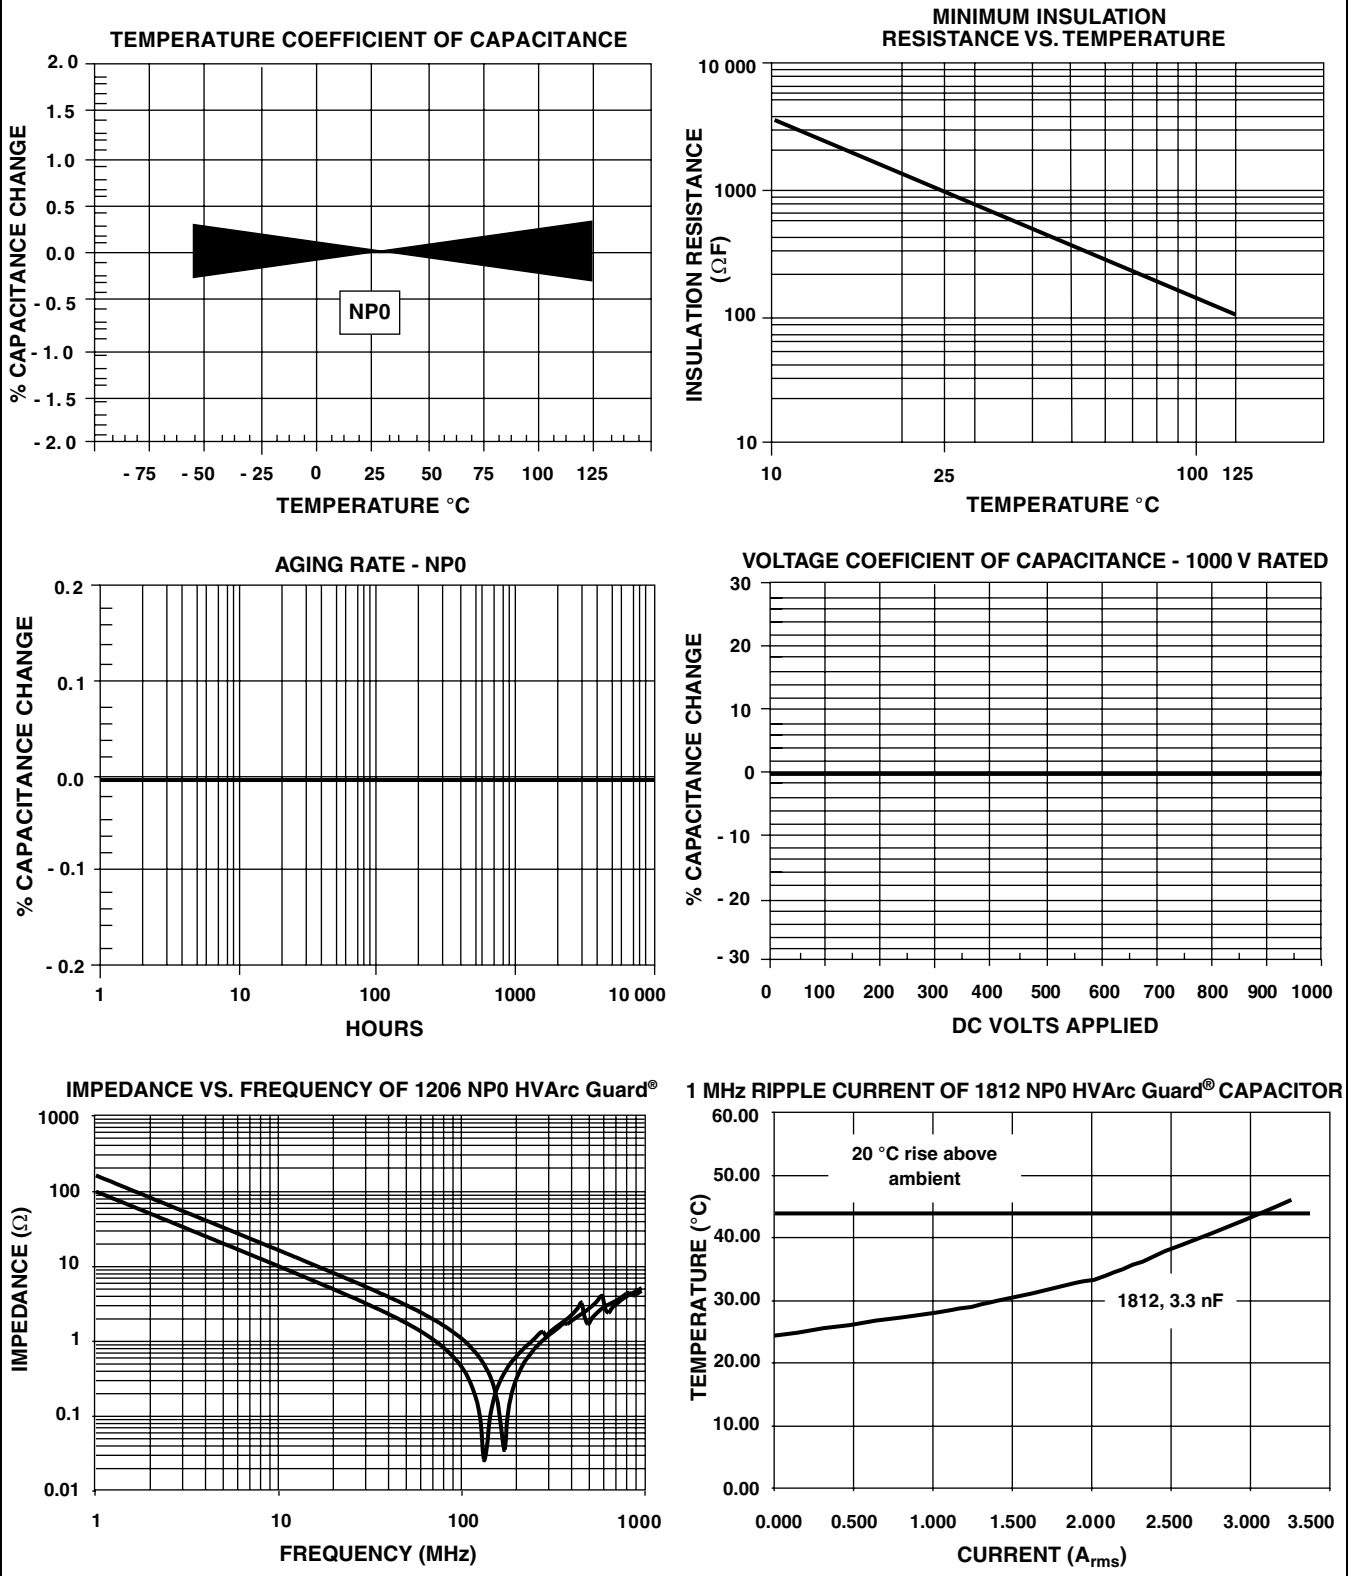 TEMPERATURE COEFFICIENT OF CAPACITANCE
% CAPACITANCE CHANGE
2.0
1.5
1.0
0.5
0.0
- 0.5
- 1.0
- 1.5
- 2.0
NP0
- 75 - 50 - 25 0 25 50 75 100 125
TEMPERATURE °C
MINIMUM INSULATION
RESISTANCE VS. TEMPERATURE
INSULATION RESISTANCE
(ΩF)
10 000
1000
100
10
10 25 100 125
TEMPERATURE °C
AGING RATE - NP0
% CAPACITANCE CHANGE
0.2
0.1
0.0
- 0.1
- 0.2
1 10 100 1000 10 000
HOURS
VOLTAGE COEFICIENT OF CAPACITANCE - 1000 V RATED
% CAPACITANCE CHANGE
30
20
10
0
- 10
- 20
- 30
0 100 200 300 400 500 600 700 800 900 1000
DC VOLTS APPLIED
IMPEDANCE VS. FREQUENCY OF 1206 NP0 HVArc Guard®
IMPEDANCE (Ω)
1000
100
10
1
0.1
0.01
1 10 100 1000
FREQUENCY (MHz)
1 MHz RIPPLE CURRENT OF 1812 NP0 HVArc Guard® CAPACITOR
TEMPERATURE (°C)
60.00
50.00
40.00
30.00
20.00
10.00
0.00
20 °C rise above
ambient
1812, 3.3 nF
0.000 0.500 1.000 1.500 2.000 2.500 3.000 3.500
CURRENT (Arms)